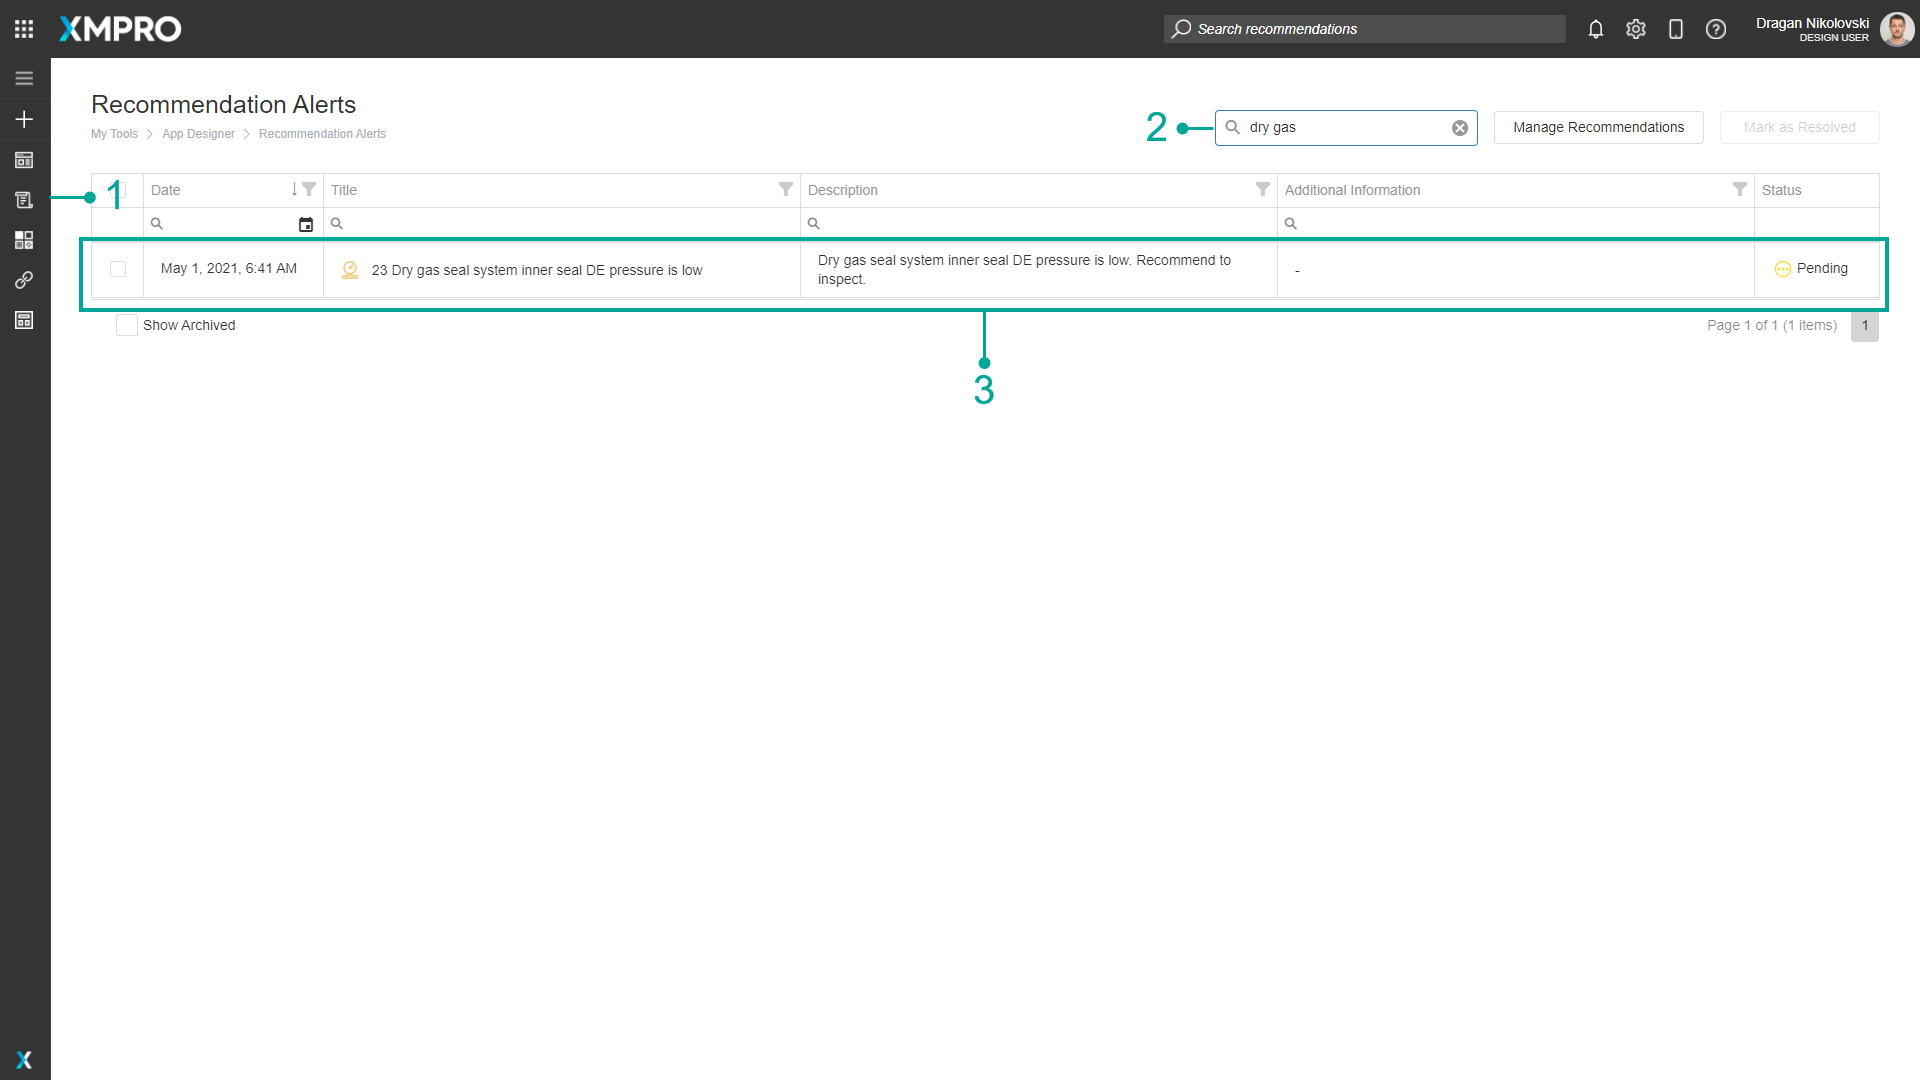 XMPRO
Search recommendations
Dragan Nikolovski
DESIGN USER
Recommendation Alerts
My Tools
App Designer
Recommendation Alerts
2
dry gas
Manage Recommendations
Mark as Resolved
1
Date
Title
Description
Additional Information
Status
May 1, 2021, 6:41 AM
23 Dry gas seal system inner seal DE pressure is low
Dry gas seal system inner seal DE pressure is low. Recommend to
inspect.
-
Pending
Show Archived
Page 1 of 1 (1 items)
1
3
X